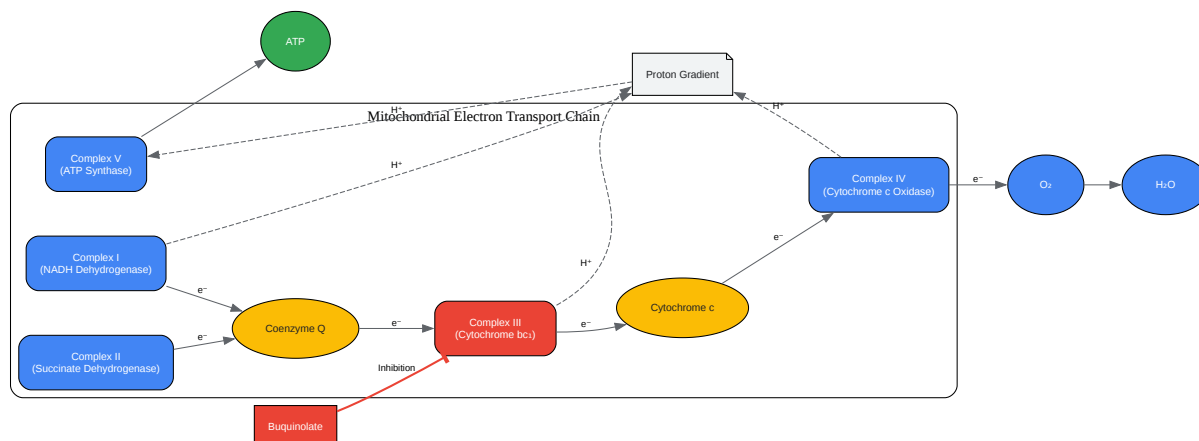 ATP
Proton Gradient
H⁺
H⁺
Mitochondrial Electron Transport Chain
Complex V
(ATP Synthase)
H⁺
Complex IV
(Cytochrome c Oxidase)
e⁻
O₂
H₂O
Complex I
(NADH Dehydrogenase)
e⁻
H⁺
e⁻
Coenzyme Q
e⁻
Complex III
(Cytochrome bc₁)
e⁻
Cytochrome c
e⁻
Complex II
(Succinate Dehydrogenase)
Inhibition
Buquinolate